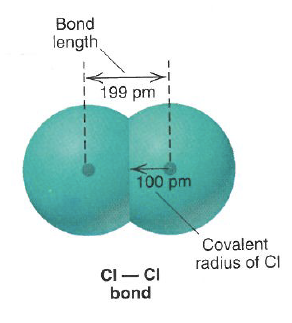 Bond
length
199 pm
100 pm
Covalent
radius of Cl
Cl — Cl
bond